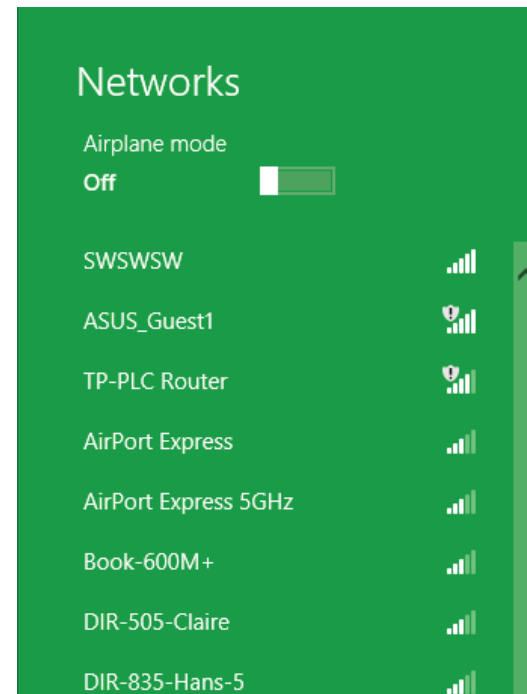 Networks
Airplane mode
Off
SWSWSW
ASUS_Guest1
TP-PLC Router
AirPort Express
AirPort Express 5GHz
Book-600M+
DIR-505-Claire
DIR-835-Hans-5